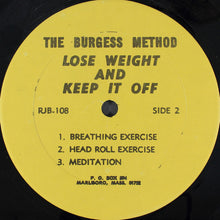 THE BURGESS METHOD
LOSE WEIGHT
AND
KEEP IT OFF
RJB-108 SIDE 2
1. BREATHING EXERCISE
2. HEAD ROLL EXERCISE
3. MEDITATION
P. O. BOX
MARLBORO, MASS. 01752